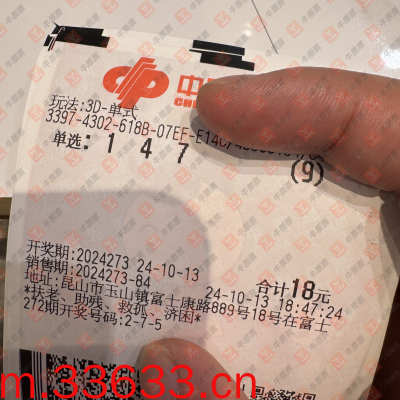 中
CH
玩法:3D-单式
3397-4302-618B-07EF-E14C
单选: 1 4 7 (9)
开奖期:2024273 24-10-13
销售期:2024273-84 合计18元
24-10-13 18:47:24
地址:昆山市玉山镇富士康路889号18号在富士
*扶老、助残、救孤、济困*
272期开奖号码:2-7-5
m.33633.cn